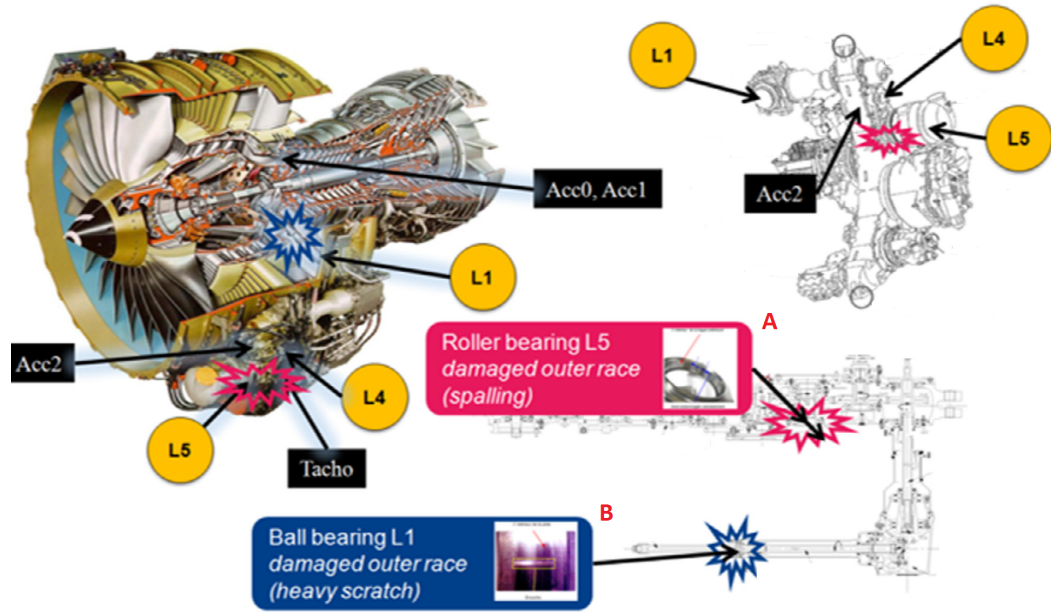 L1
L4
L5
Acc2
Acc0, Acc1
L1
Acc2
L4
L5
Tacho
A
Roller bearing L5
damaged outer race
(spalling)
B
Ball bearing L1
damaged outer race
(heavy scratch)